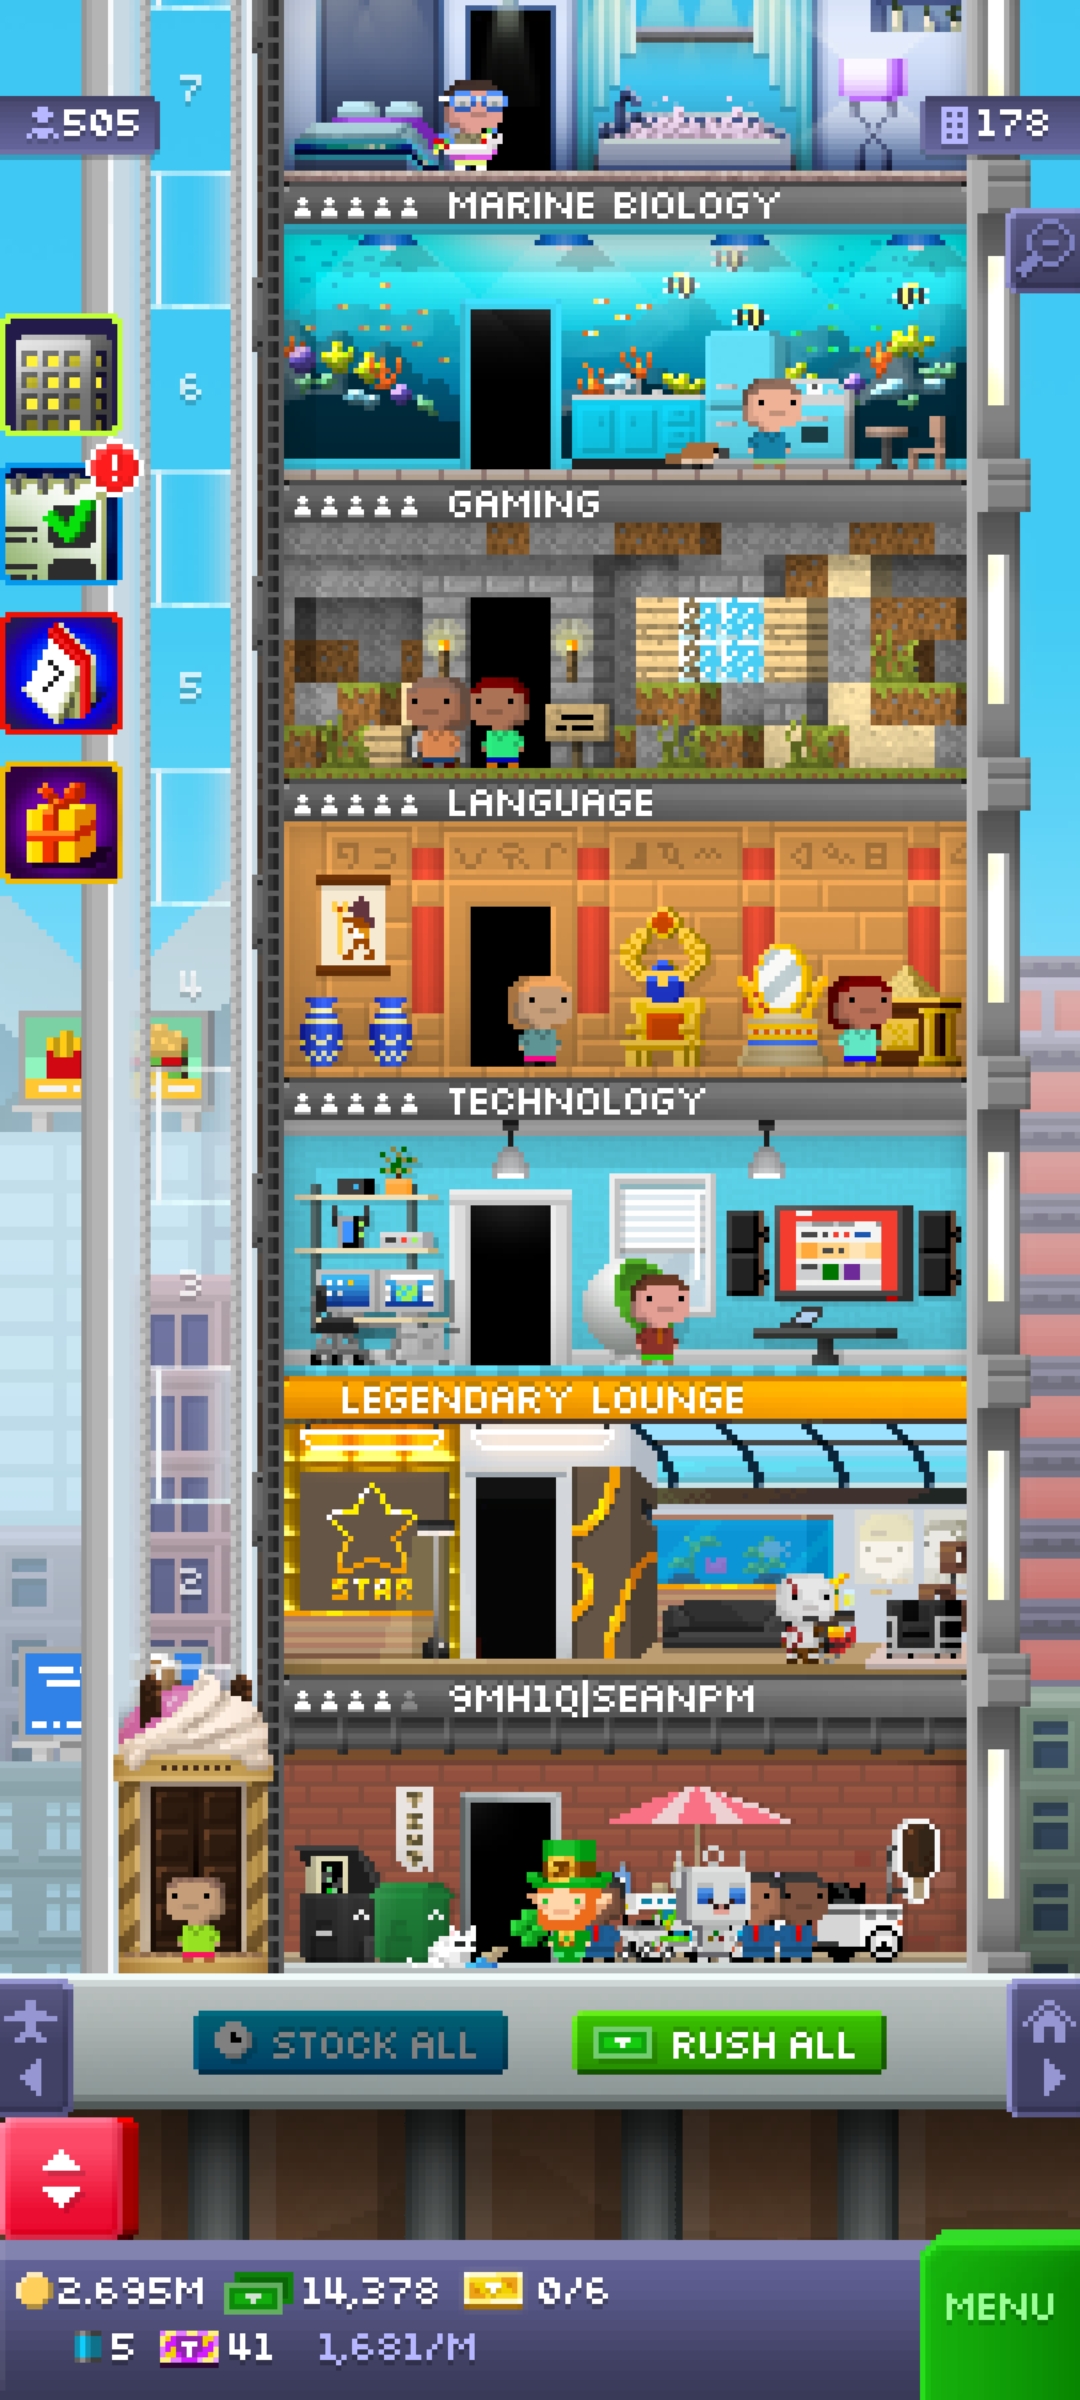 7
505
178
MARINE BIOLOGY
6
GAMING
5
LANGUAGE
4
TECHNOLOGY
3
LEGENDARY LOUNGE
STAR
2
9MH1Q|SEANPM
STOCK ALL
RUSH ALL
2.695M 14,378 0/6
5 41 1,681/M
MENU